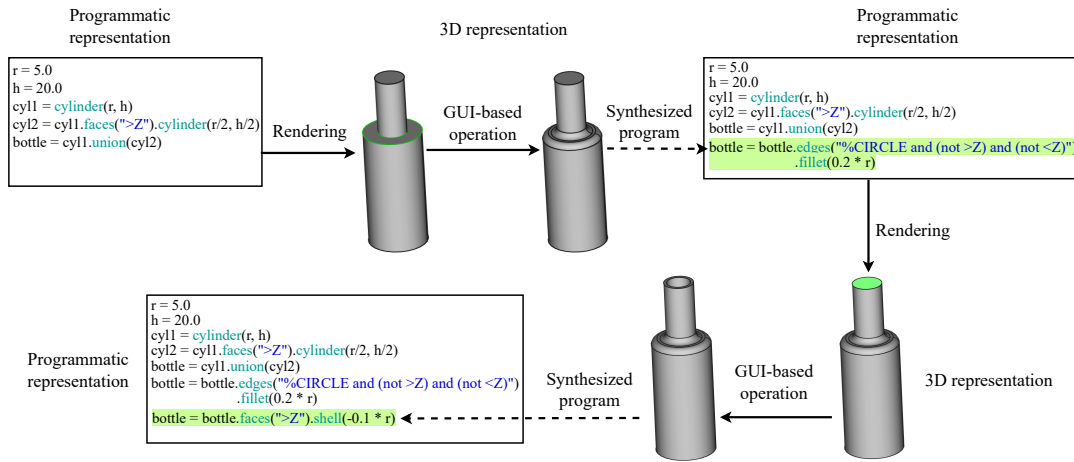 Programmatic
representation
r = 5.0
h = 20.0
cyl1 = cylinder(r, h)
cyl2 = cyl1.faces(">Z").cylinder(r/2, h/2)
bottle = cyl1.union(cyl2)
Rendering
3D representation
GUI-based
operation
Synthesized
program
Programmatic
representation
r = 5.0
h = 20.0
cyl1 = cylinder(r, h)
cyl2 = cyl1.faces(">Z").cylinder(r/2, h/2)
bottle = cyl1.union(cyl2)
bottle = bottle.edges("%CIRCLE and (not >Z) and (not <Z)")
.fillet(0.2 * r)
Rendering
3D representation
GUI-based
operation
Synthesized
program
Programmatic
representation
r = 5.0
h = 20.0
cyl1 = cylinder(r, h)
cyl2 = cyl1.faces(">Z").cylinder(r/2, h/2)
bottle = cyl1.union(cyl2)
bottle = bottle.edges("%CIRCLE and (not >Z) and (not <Z)")
.fillet(0.2 * r)
bottle = bottle.faces(">Z").shell(-0.1 * r)